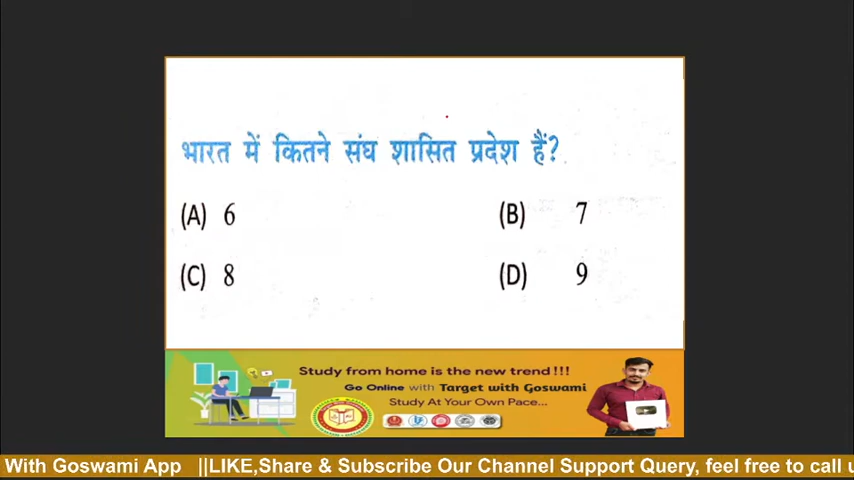 भारत में कितने संघ शासित प्रदेश हैं?
(A) 6 (B) 7
(C) 8 (D) 9
Study from home is the new trend !!!
Go Online with Target with Goswami
Study At Your Own Pace...
With Goswami App ||LIKE,Share & Subscribe Our Channel Support Query, feel free to call u